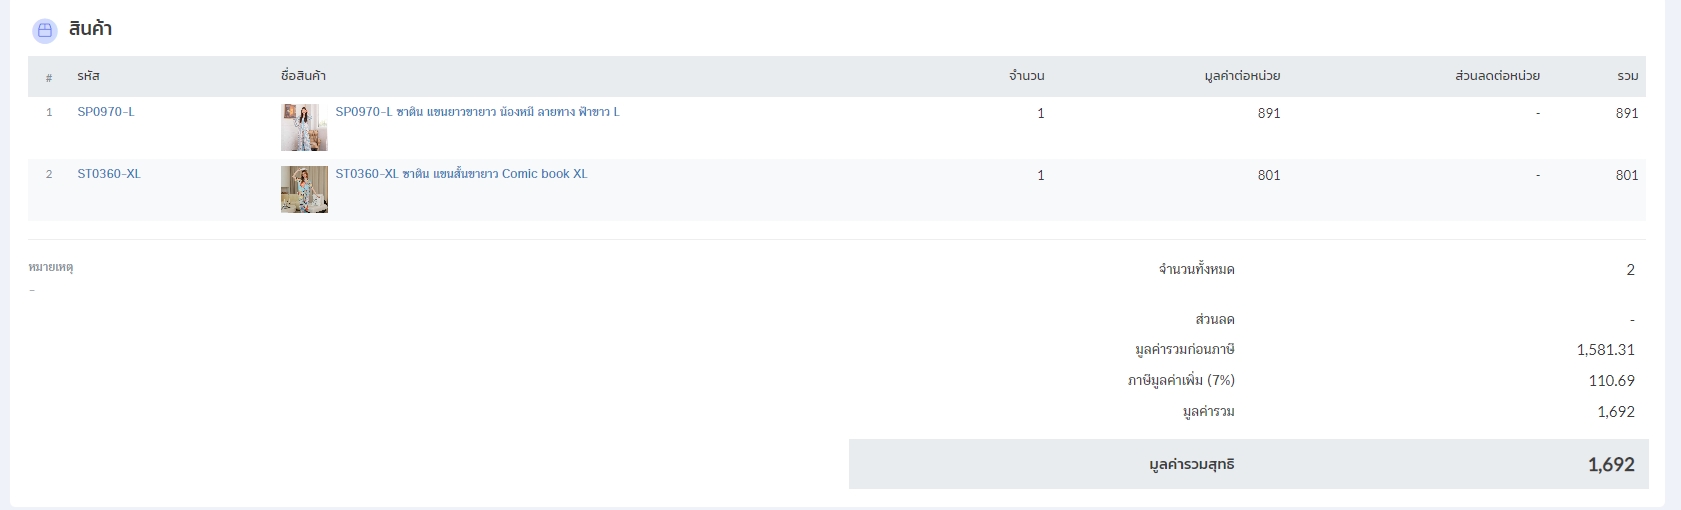 สินค้า
# รหัส ชื่อสินค้า จำนวน มูลค่าต่อหน่วย ส่วนลดต่อหน่วย รวม
1 SP0970-L SP0970-L ซาติน แขนยาวขายาว น้องหมี ลายทาง ฟ้าขาว L 1 891 - 891
2 ST0360-XL ST0360-XL ซาติน แขนสั้นขายาว Comic book XL 1 801 - 801
หมายเหตุ
-
จำนวนทั้งหมด 2
ส่วนลด -
มูลค่ารวมก่อนภาษี 1,581.31
ภาษีมูลค่าเพิ่ม (7%) 110.69
มูลค่ารวม 1,692
มูลค่ารวมสุทธิ 1,692